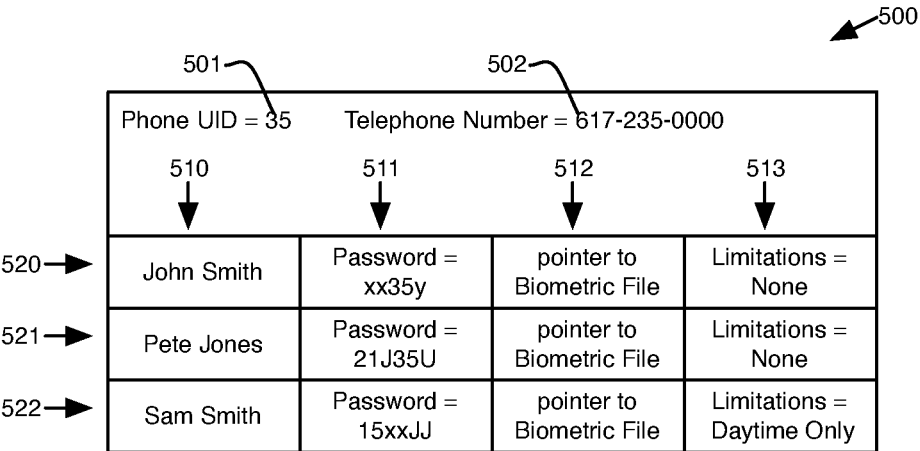 500
501 502
Phone UID = 35 Telephone Number = 617-235-0000
510 511 512 513
520 John Smith Password = xx35y pointer to Biometric File Limitations = None
521 Pete Jones Password = 21J35U pointer to Biometric File Limitations = None
522 Sam Smith Password = 15xxJJ pointer to Biometric File Limitations = Daytime Only